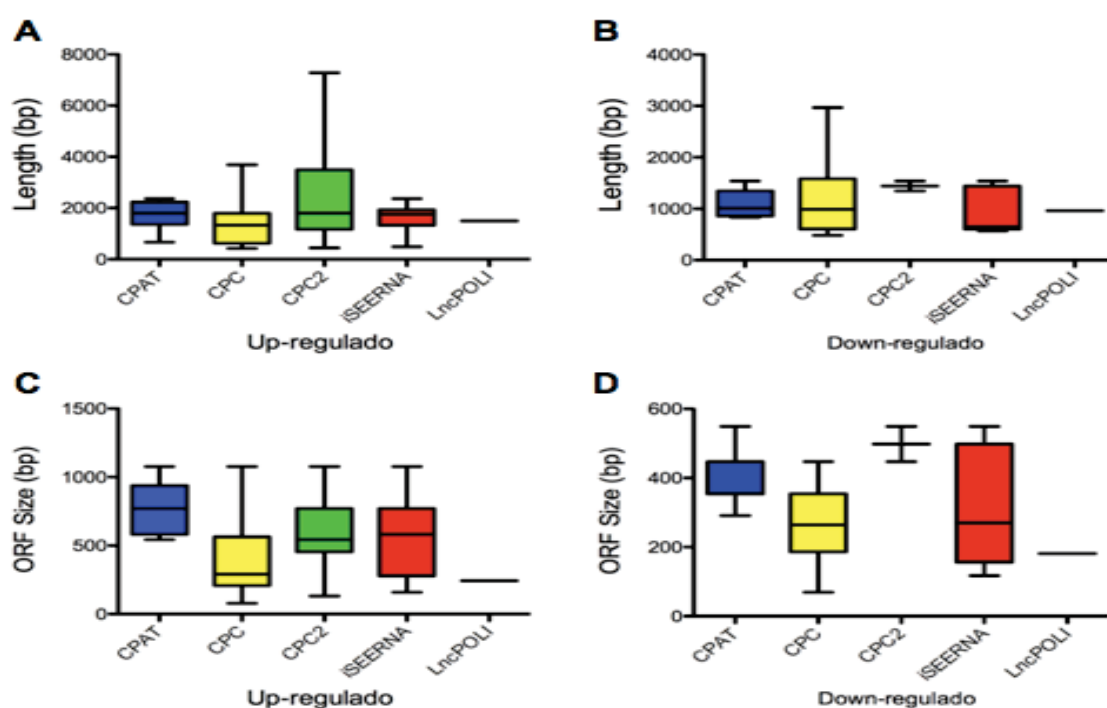 A
Length (bp)
8000
6000
4000
2000
0
CPAT
CPC
CPC2
iSEERNA
LncPOLI
Up-regulado
B
Length (bp)
4000
3000
2000
1000
0
CPAT
CPC
CPC2
iSEERNA
LncPOLI
Down-regulado
C
ORF Size (bp)
1500
1000
500
0
CPAT
CPC
CPC2
iSEERNA
LncPOLI
Up-regulado
D
ORF Size (bp)
600
400
200
0
CPAT
CPC
CPC2
iSEERNA
LncPOLI
Down-regulado